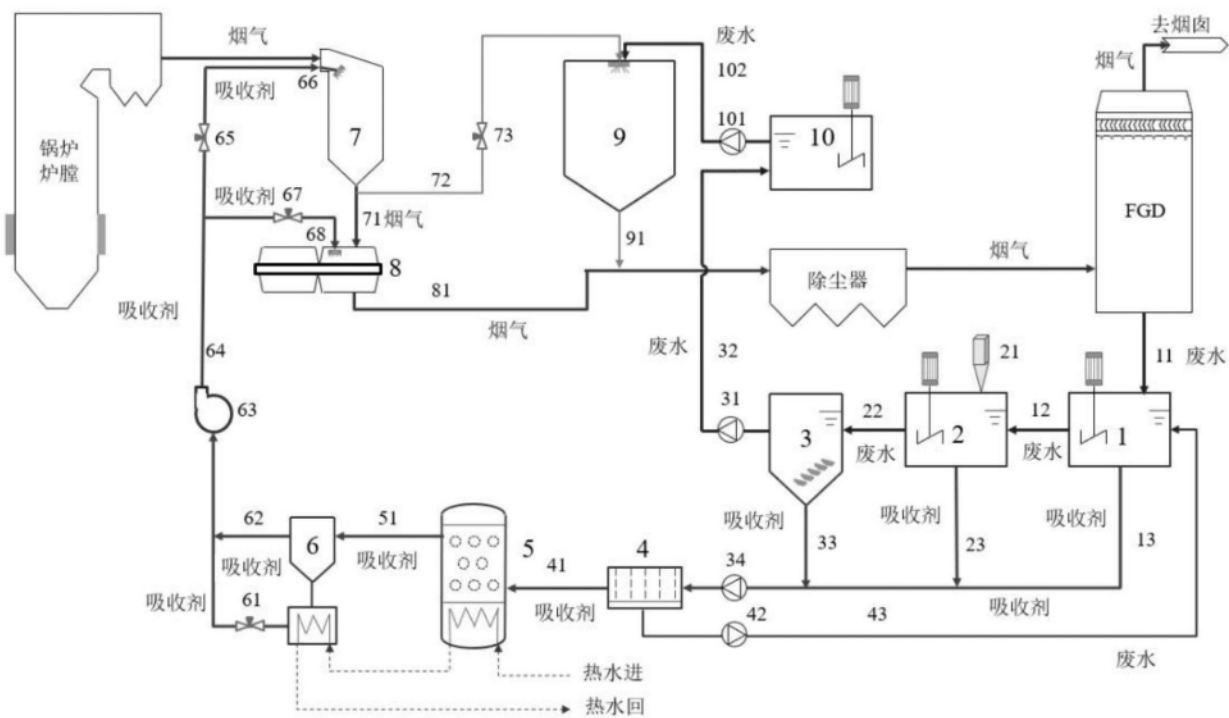 去烟囱
烟气
废水
烟气
102
66
吸收剂
101
10
7
9
73
65
锅炉
炉膛
72
吸收剂
67
FGD
71
烟气
91
烟气
68
8
除尘器
81
吸收剂
烟气
废水
32
21
11
废水
64
31
22
12
63
3
2
1
废水
废水
吸收剂
吸收剂
吸收剂
62
51
6
5
4
33
23
13
41
34
吸收剂
吸收剂
61
42
43
吸收剂
吸收剂
吸收剂
废水
热水进
热水回